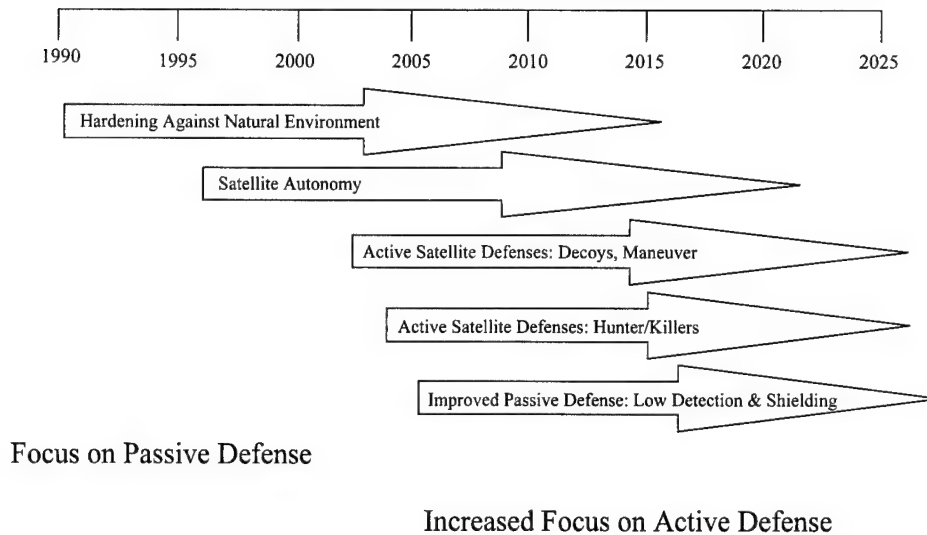 1990 1995 2000 2005 2010 2015 2020 2025
Hardening Against Natural Environment
Satellite Autonomy
Active Satellite Defenses: Decoys, Maneuver
Active Satellite Defenses: Hunter/Killers
Improved Passive Defense: Low Detection & Shielding
Focus on Passive Defense
Increased Focus on Active Defense